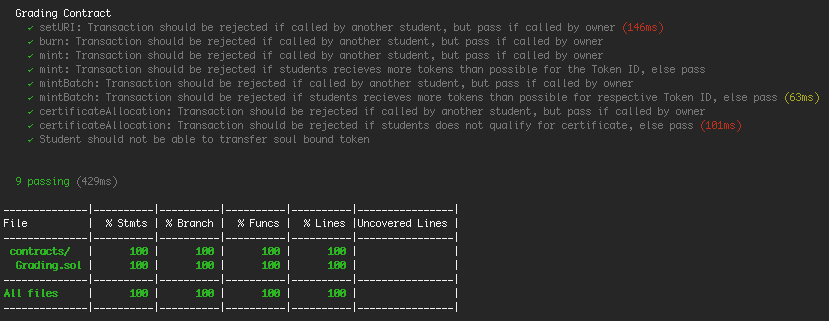 Grading Contract
✓ setURI: Transaction should be rejected if called by another student, but pass if called by owner (146ms)
✓ burn: Transaction should be rejected if called by another student, but pass if called by owner
✓ mint: Transaction should be rejected if called by another student, but pass if called by owner
✓ mint: Transaction should be rejected if students recieves more tokens than possible for the Token ID, else pass
✓ mintBatch: Transaction should be rejected if called by another student, but pass if called by owner
✓ mintBatch: Transaction should be rejected if students recieves more tokens than possible for respective Token ID, else pass (63ms)
✓ certificateAllocation: Transaction should be rejected if called by another student, but pass if called by owner
✓ certificateAllocation: Transaction should be rejected if students does not qualify for certificate, else pass (101ms)
✓ Student should not be able to transfer soul bound token
9 passing (429ms)
--------------|----------|----------|----------|----------|----------------|
File          |  % Stmts | % Branch |  % Funcs |  % Lines |Uncovered Lines |
--------------|----------|----------|----------|----------|----------------|
 contracts/   |      100 |      100 |      100 |      100 |                |
  Grading.sol |      100 |      100 |      100 |      100 |                |
--------------|----------|----------|----------|----------|----------------|
All files     |      100 |      100 |      100 |      100 |                |
--------------|----------|----------|----------|----------|----------------|